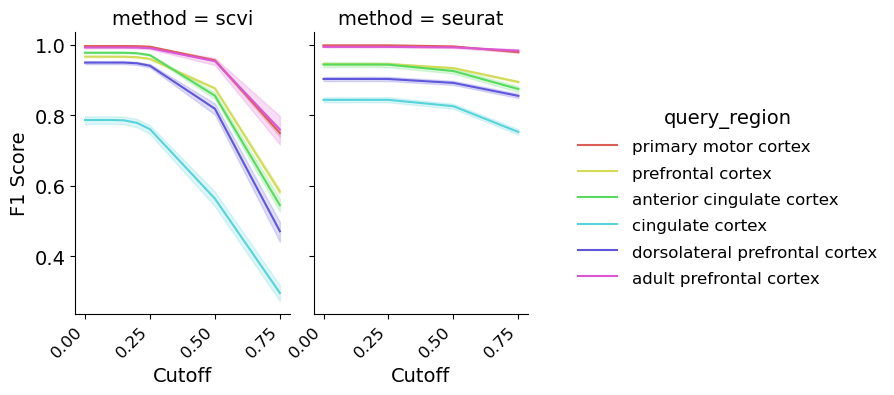 method = scvi
method = seurat
F1 Score
1.0
0.8
0.6
0.4
0.00
0.25
0.50
0.75
0.00
0.25
0.50
0.75
Cutoff
Cutoff
query_region
primary motor cortex
prefrontal cortex
anterior cingulate cortex
cingulate cortex
dorsolateral prefrontal cortex
adult prefrontal cortex